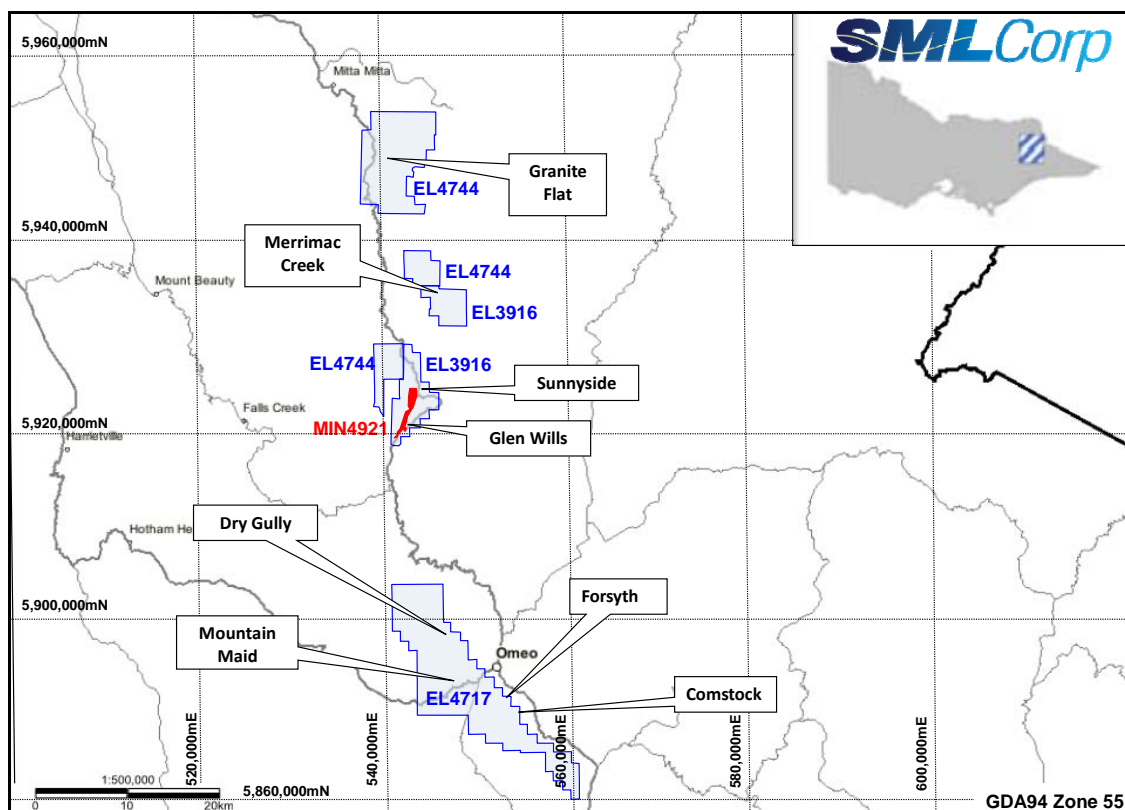 SMLCorp
5,960,000mN
Mitta Mitta
Granite
Flat
EL4744
5,940,000mN
Merrimac
Creek
EL4744
Mount Beauty
EL3916
EL4744
EL3916
Sunnyside
Falls Creek
MIN4921
5,920,000mN
Glen Wills
Harrietville
Dry Gully
Hotham He
Forsyth
5,900,000mN
Mountain
Maid
Omeo
EL4717
Comstock
520,000mE
540,000mE
560,000mE
580,000mE
600,000mE
1:500,000
5,860,000mN
0
10
20km
GDA94 Zone 55